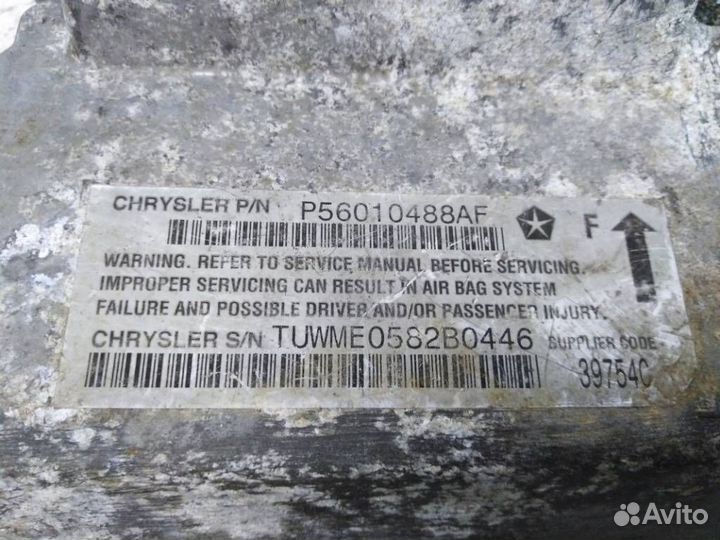 CHRYSLER P/N P56010488AF
F
WARNING. REFER TO SERVICE MANUAL BEFORE SERVICING.
IMPROPER SERVICING CAN RESULT IN AIR BAG SYSTEM
FAILURE AND POSSIBLE DRIVER AND/OR PASSENGER INJURY.
CHRYSLER S/N TUWME0582B0446 SUPPLIER CODE
39754C
Avito